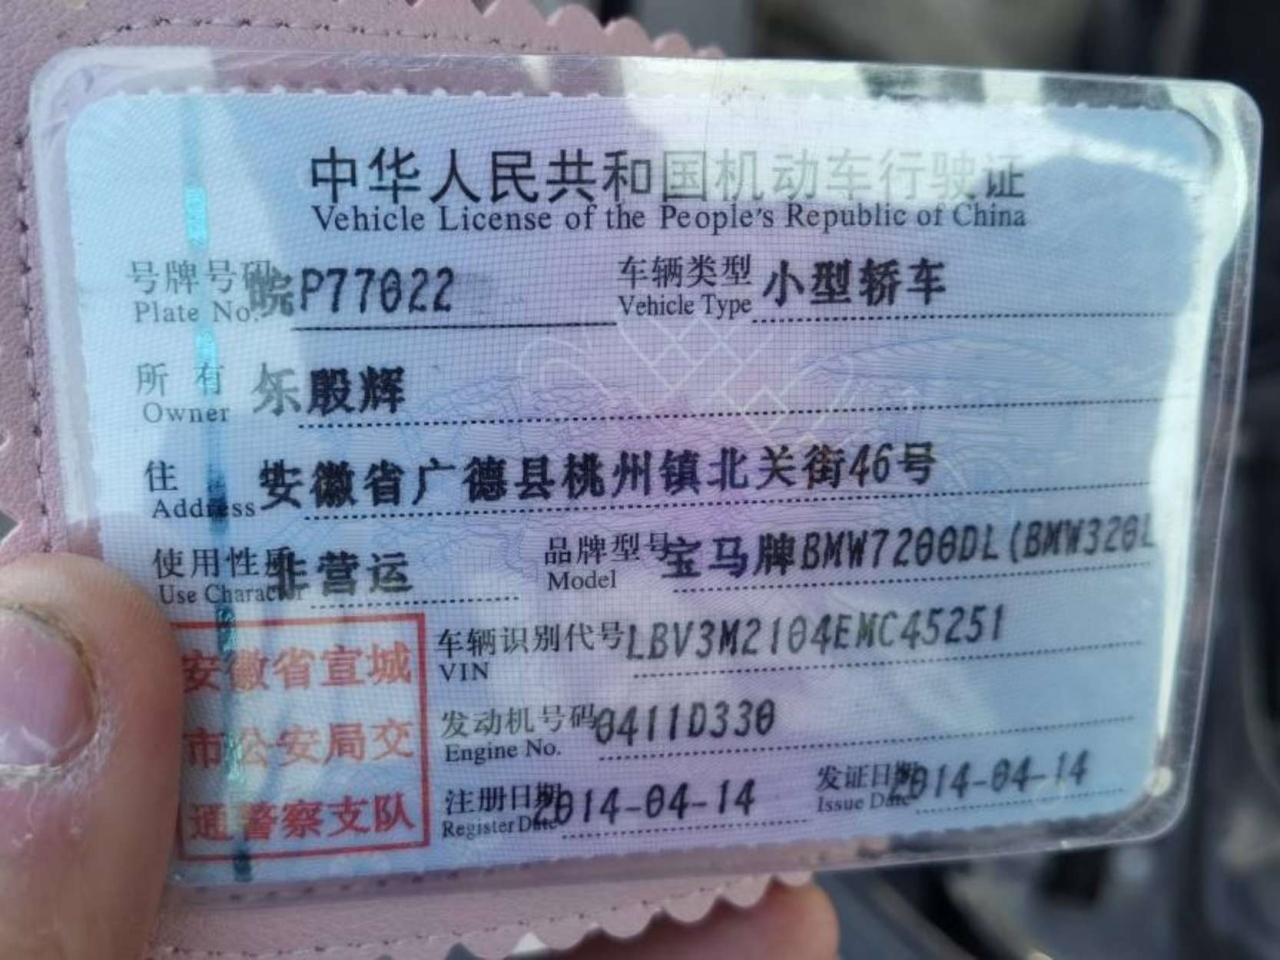 中华人民共和国机动车行驶证
Vehicle License of the People's Republic of China
号牌号码 皖P77022 车辆类型 小型轿车
Plate No. Vehicle Type
所 有 乐殿辉
Owner
住 安徽省广德县桃州镇北关街46号
Address
使用性质 非营运 品牌型号 宝马牌BMW7200DL(BMW320L
Use Character Model
车辆识别代号 LBV3M2104EMC45251
VIN
发动机号码 0411D330
Engine No.
注册日期 2014-04-14 发证日期 2014-04-14
Register Date Issue Date
安徽省宣城
市公安局交
通警察支队